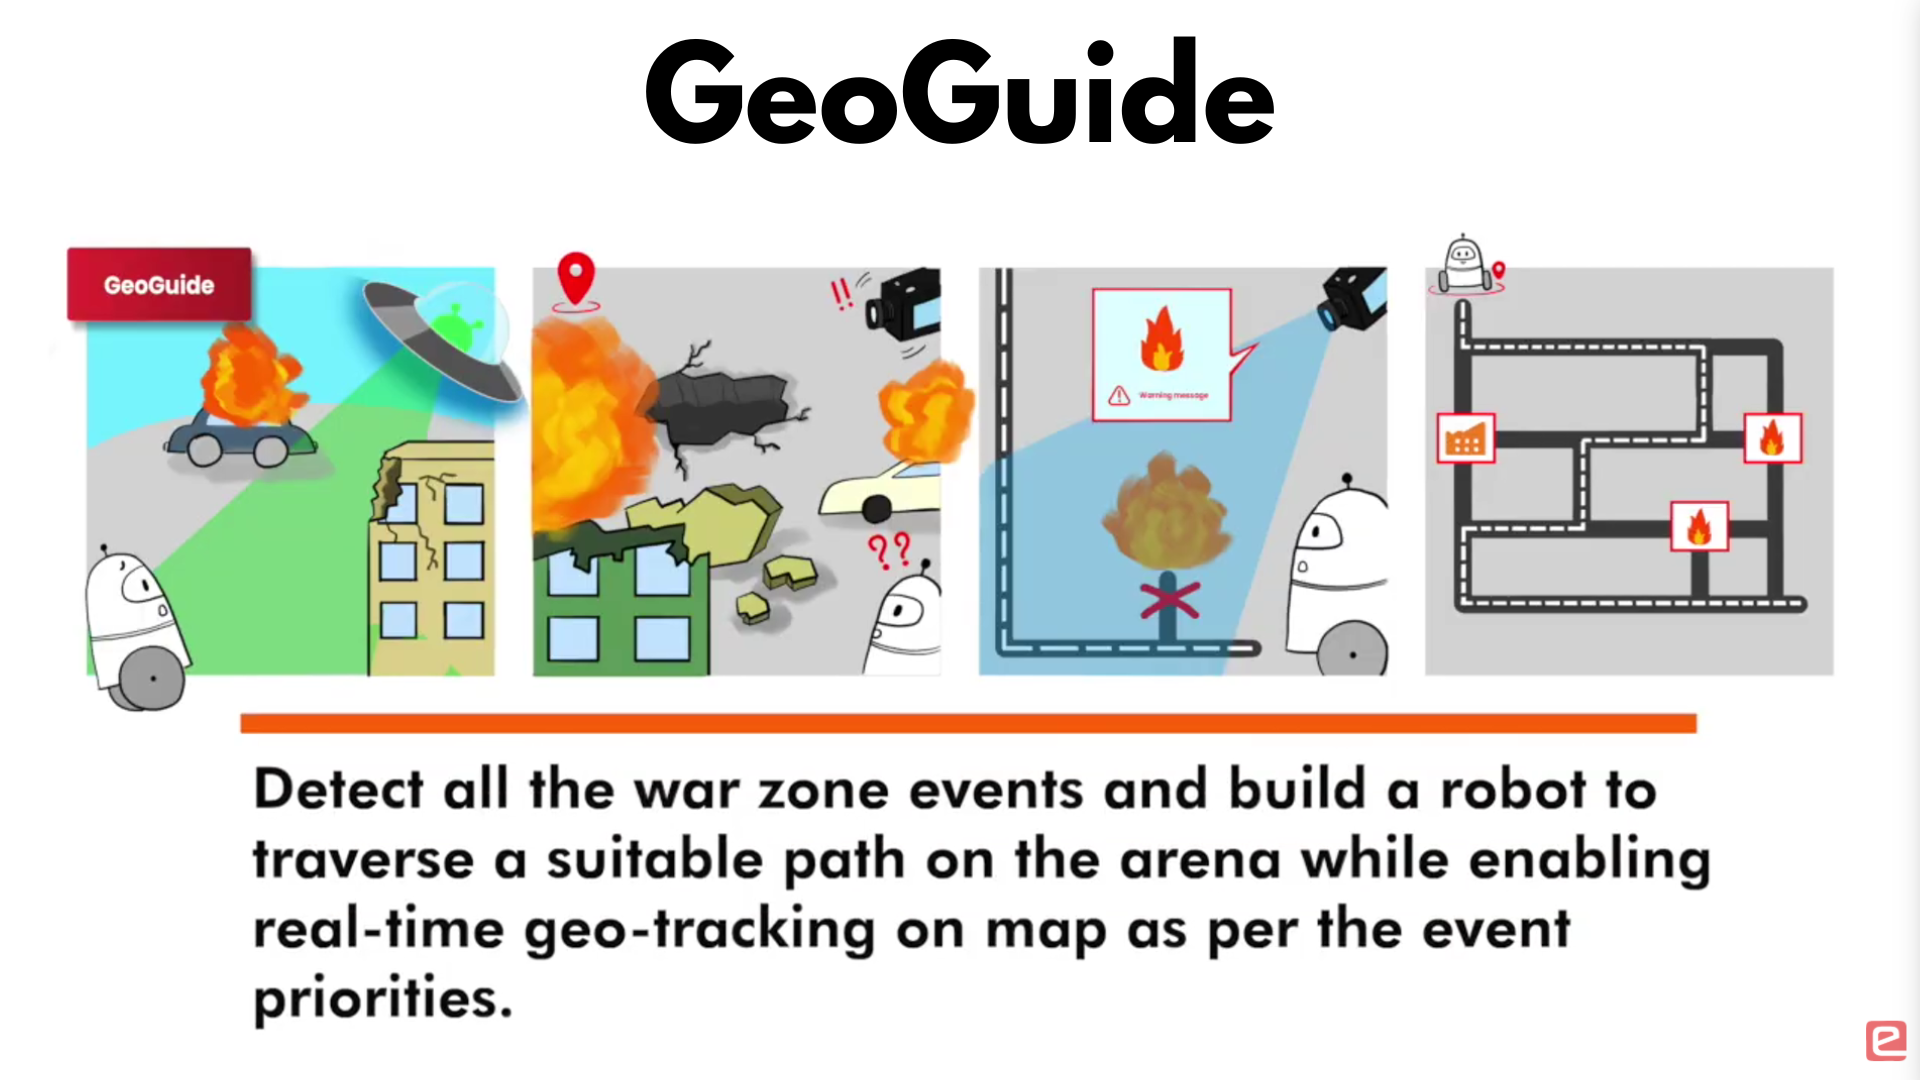 GeoGuide
GeoGuide
!!
??
Warning message
Detect all the war zone events and build a robot to
traverse a suitable path on the arena while enabling
real-time geo-tracking on map as per the event
priorities.
e